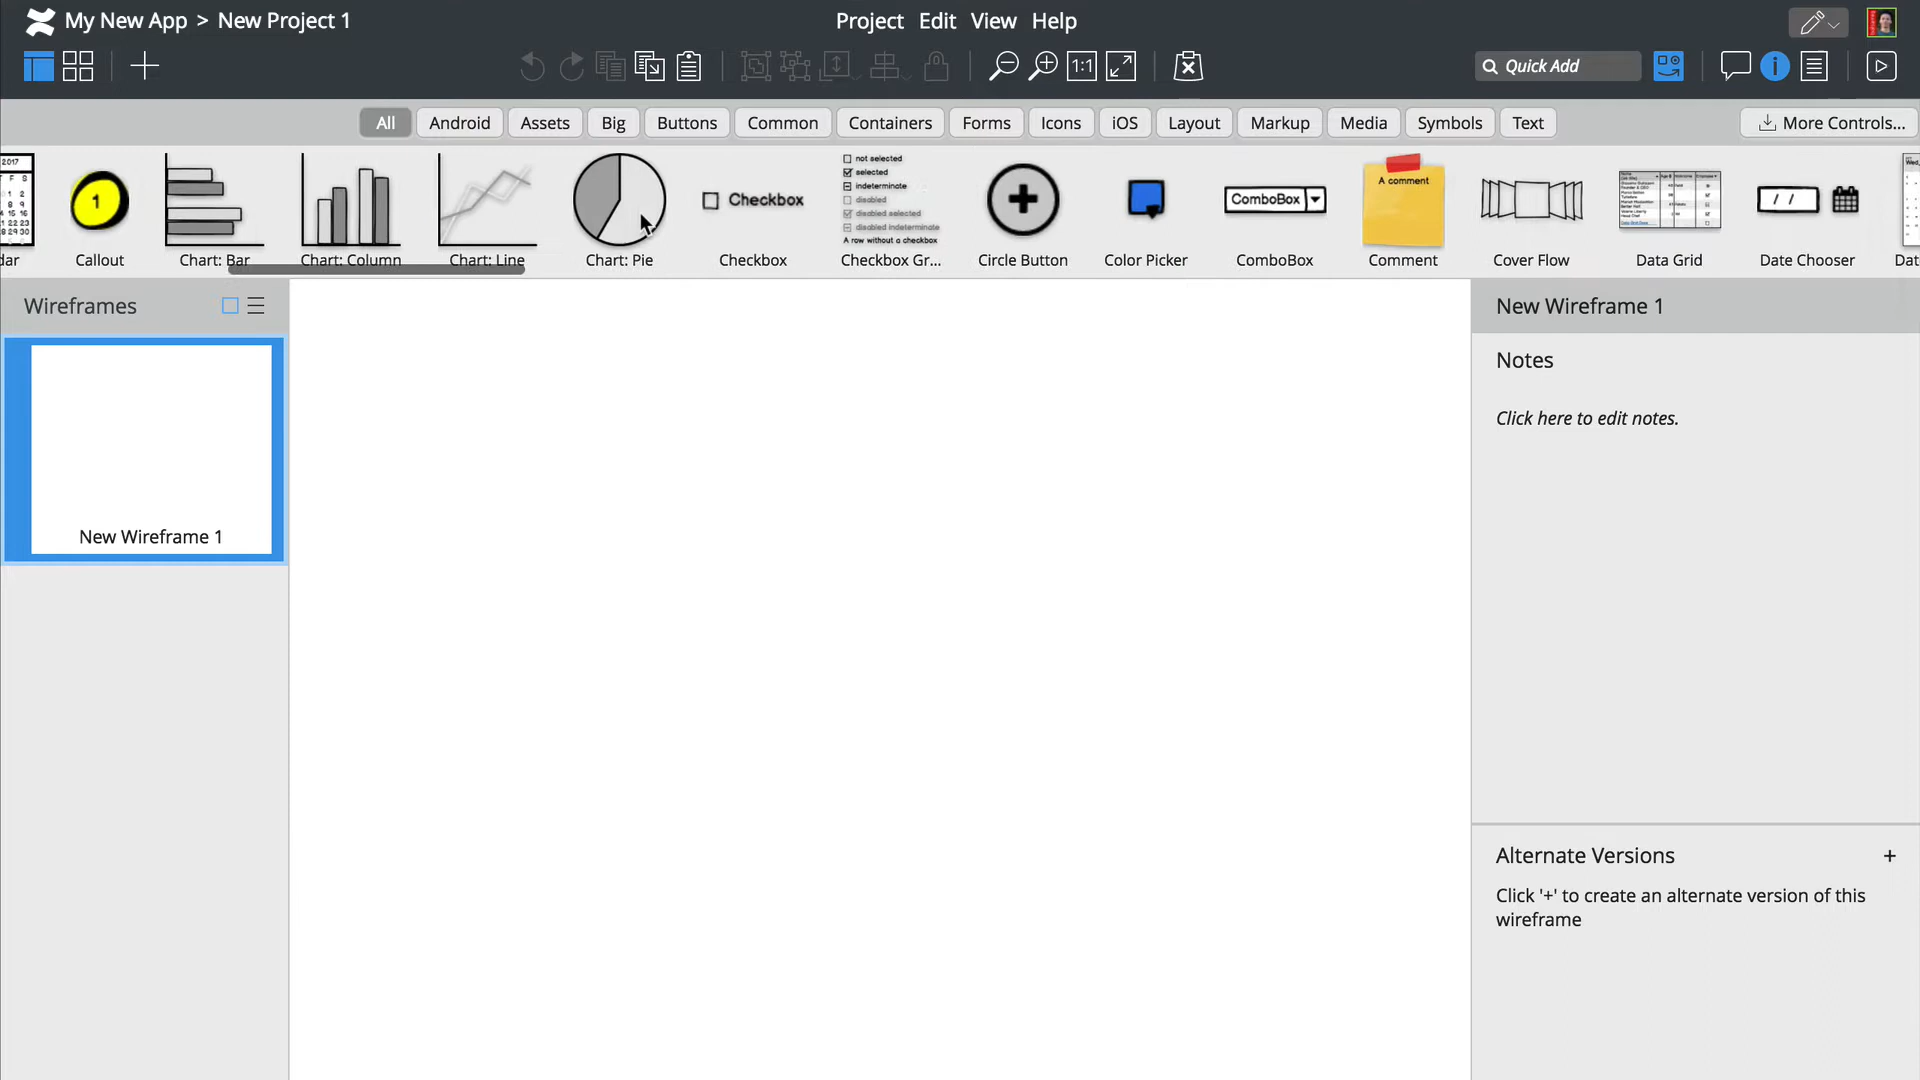 My New App > New Project 1
Project Edit View Help
1:1
Quick Add
All Android Assets Big Buttons Common Containers Forms Icons iOS Layout Markup Media Symbols Text
More Controls...
2017
1
Checkbox
not selected
selected
indeterminate
disabled
disabled selected
disabled indeterminate
A row without a checkbox
ComboBox
A comment
/ /
dar
Callout
Chart: Bar
Chart: Column
Chart: Line
Chart: Pie
Checkbox
Checkbox Gr...
Circle Button
Color Picker
ComboBox
Comment
Cover Flow
Data Grid
Date Chooser
Wireframes
New Wireframe 1
New Wireframe 1
Notes
Click here to edit notes.
Alternate Versions +
Click '+' to create an alternate version of this
wireframe